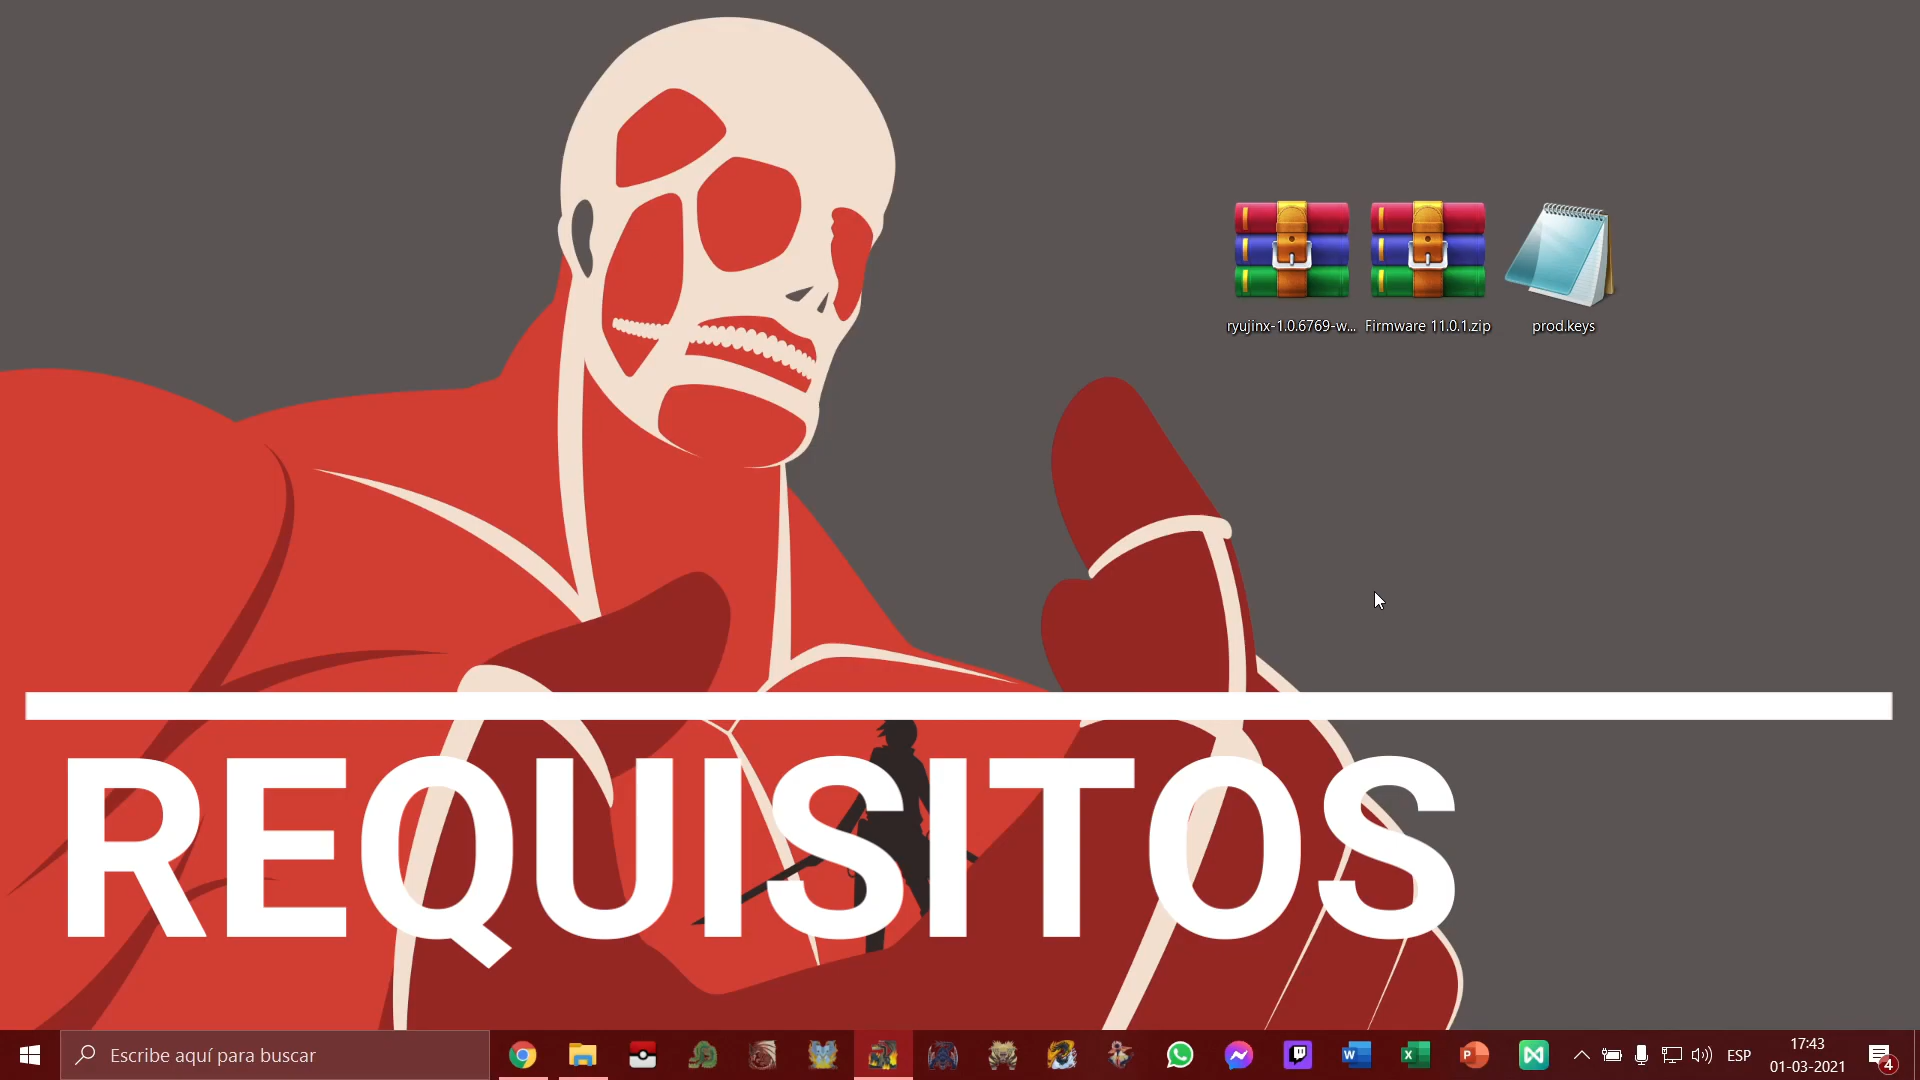 ryujinx-1.0.6769-w...
Firmware 11.0.1.zip
prod.keys
REQUISITOS
Escribe aquí para buscar
ESP
17:43
01-03-2021
4